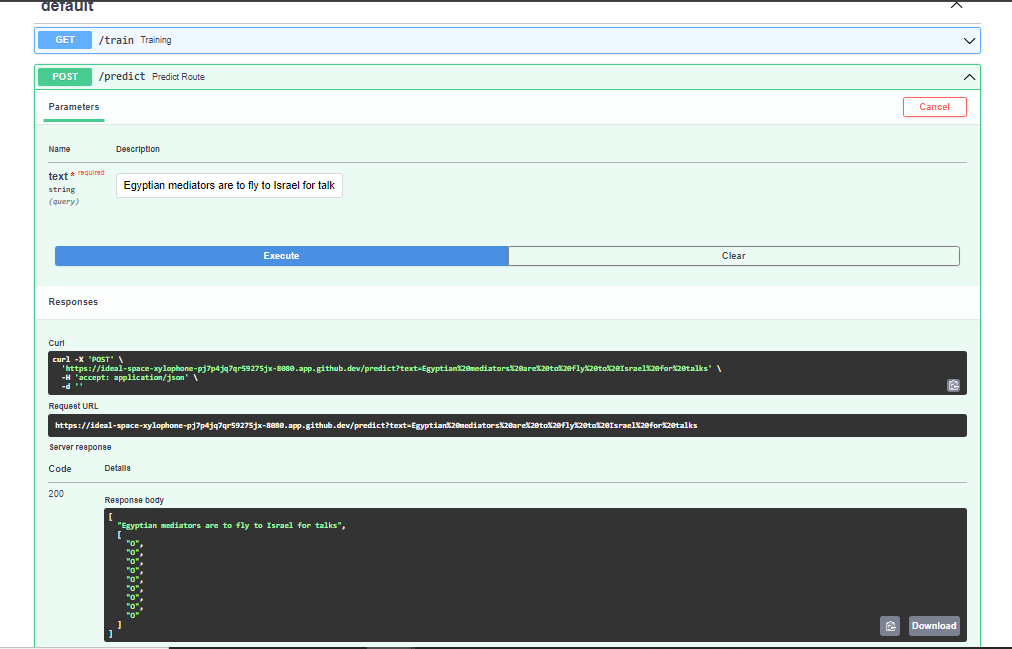 default
GET /train Training
POST /predict Predict Route
Parameters
Cancel
Name Description
text * required
string
(query)
Egyptian mediators are to fly to Israel for talk
Execute Clear
Responses
Curl
curl -X 'POST' \
'https://ideal-space-xylophone-pj7p4jq7qr59275jx-8080.app.github.dev/predict?text=Egyptian%20mediators%20are%20to%20fly%20to%20Israel%20for%20talks' \
-H 'accept: application/json' \
-d ''
Request URL
https://ideal-space-xylophone-pj7p4jq7qr59275jx-8080.app.github.dev/predict?text=Egyptian%20mediators%20are%20to%20fly%20to%20Israel%20for%20talks
Server response
Code Details
200
Response body
[
"Egyptian mediators are to fly to Israel for talks",
[
"O",
"O",
"O",
"O",
"O",
"O",
"O",
"O",
"O"
]
]
Download